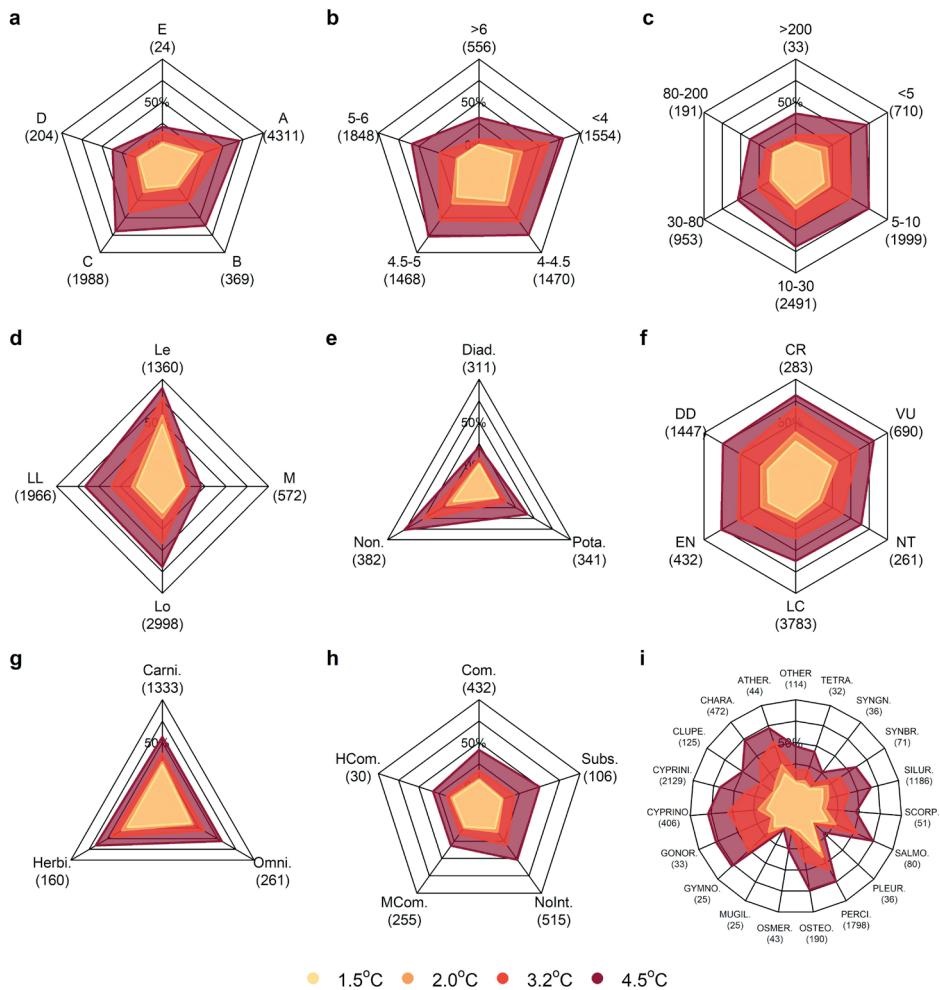 a
E
(24)
D
(204)
A
(4311)
50%
C
(1988)
B
(369)
b
>6
(556)
5-6
(1848)
<4
(1554)
50%
4.5-5
(1468)
4-4.5
(1470)
c
>200
(33)
80-200
(191)
<5
(710)
50%
30-80
(953)
5-10
(1999)
10-30
(2491)
d
Le
(1360)
LL
(1966)
M
(572)
Lo
(2998)
e
Diad.
(311)
50%
Non.
(382)
Pota.
(341)
f
CR
(283)
DD
(1447)
VU
(690)
50%
EN
(432)
NT
(261)
LC
(3783)
g
Carni.
(1333)
50%
Herbi.
(160)
Omni.
(261)
h
Com.
(432)
HCom.
(30)
Subs.
(106)
50%
MCom.
(255)
NoInt.
(515)
i
OTHER
(114)
ATHER.
(44)
TETRA.
(32)
CHARA.
(472)
SYNGN.
(36)
CLUPE.
(125)
SYNBR.
(71)
50%
CYPRINI.
(2129)
SILUR.
(1186)
CYPRINO.
(406)
SCORP.
(51)
GONOR.
(33)
SALMO.
(80)
GYMNO.
(25)
PLEUR.
(36)
MUGIL.
(25)
PERCI.
(1798)
OSMER.
(43)
OSTEO.
(190)
1.5°C 2.0°C 3.2°C 4.5°C